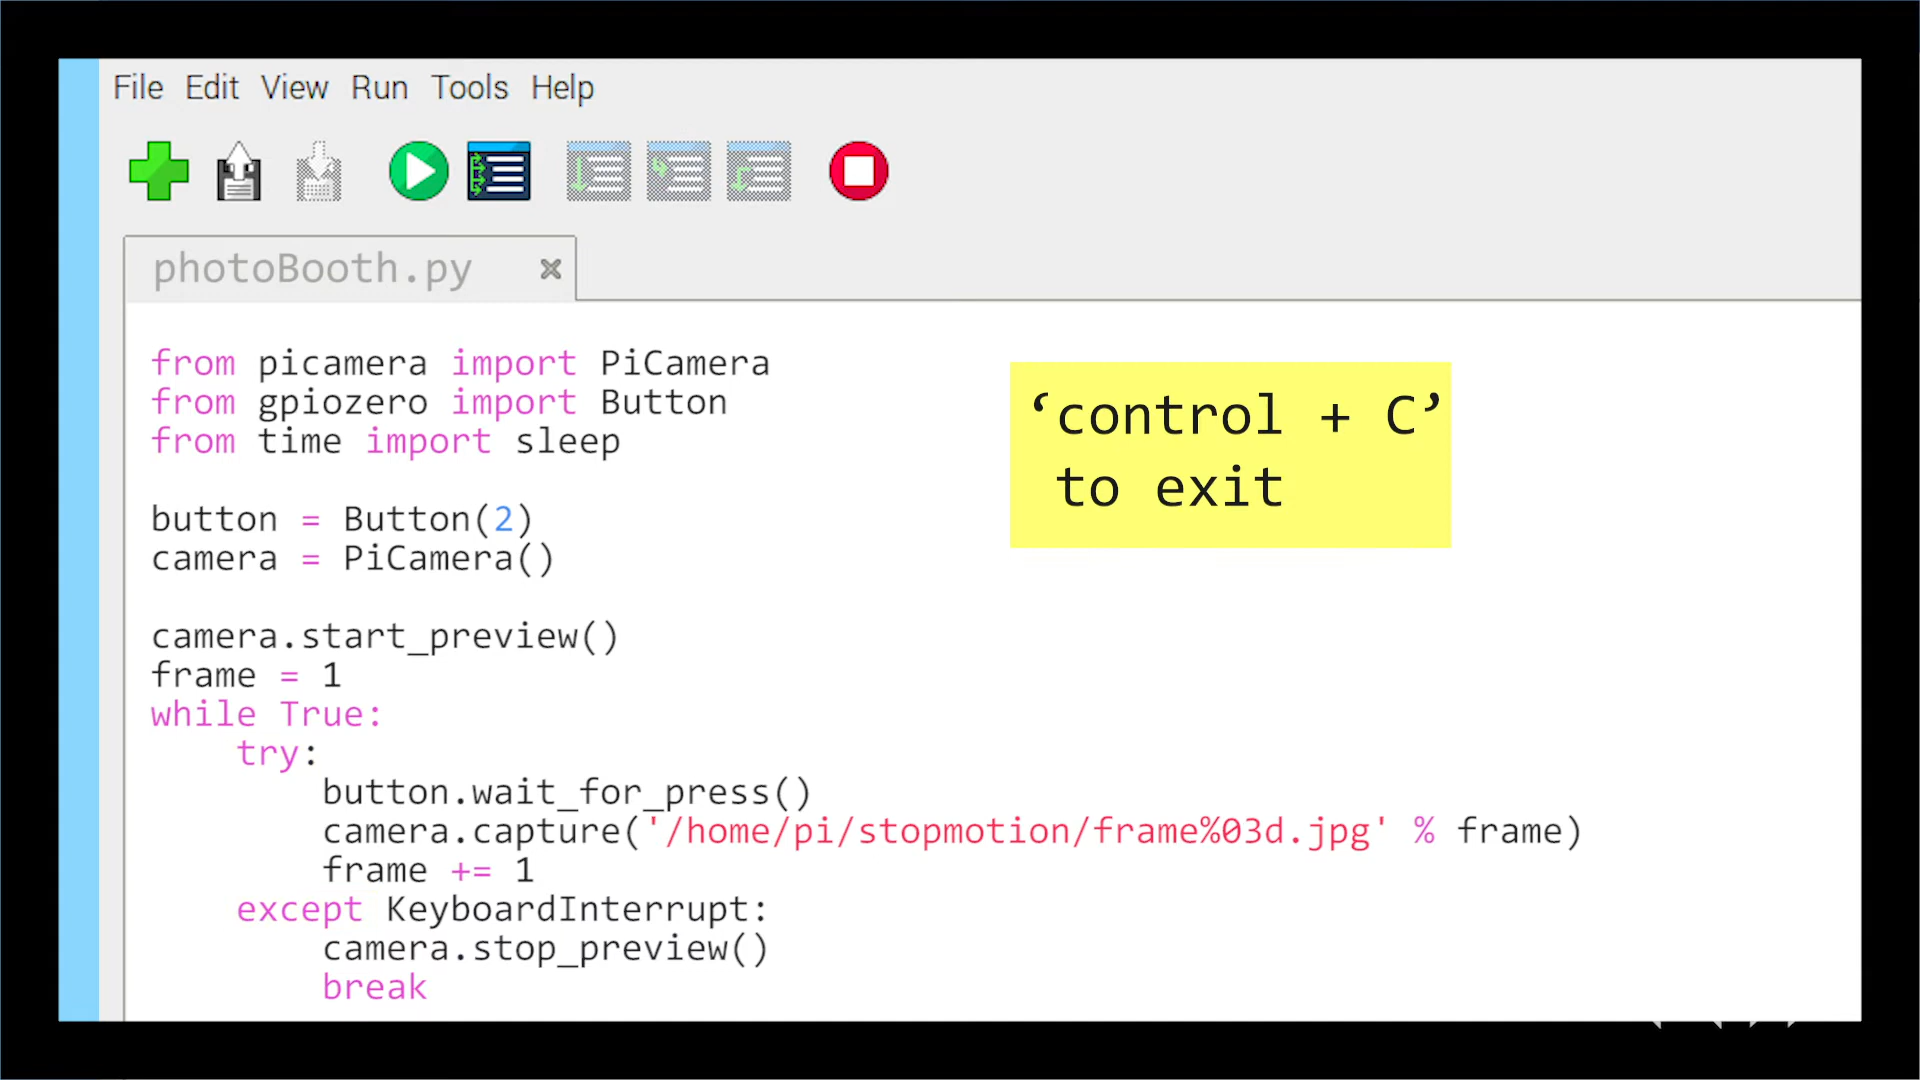 File Edit View Run Tools Help
photoBooth.py
from picamera import PiCamera
from gpiozero import Button
from time import sleep
button = Button(2)
camera = PiCamera()
camera.start_preview()
frame = 1
while True:
try:
button.wait_for_press()
camera.capture('/home/pi/stopmotion/frame%03d.jpg' % frame)
frame += 1
except KeyboardInterrupt:
camera.stop_preview()
break
‘control + C’
to exit